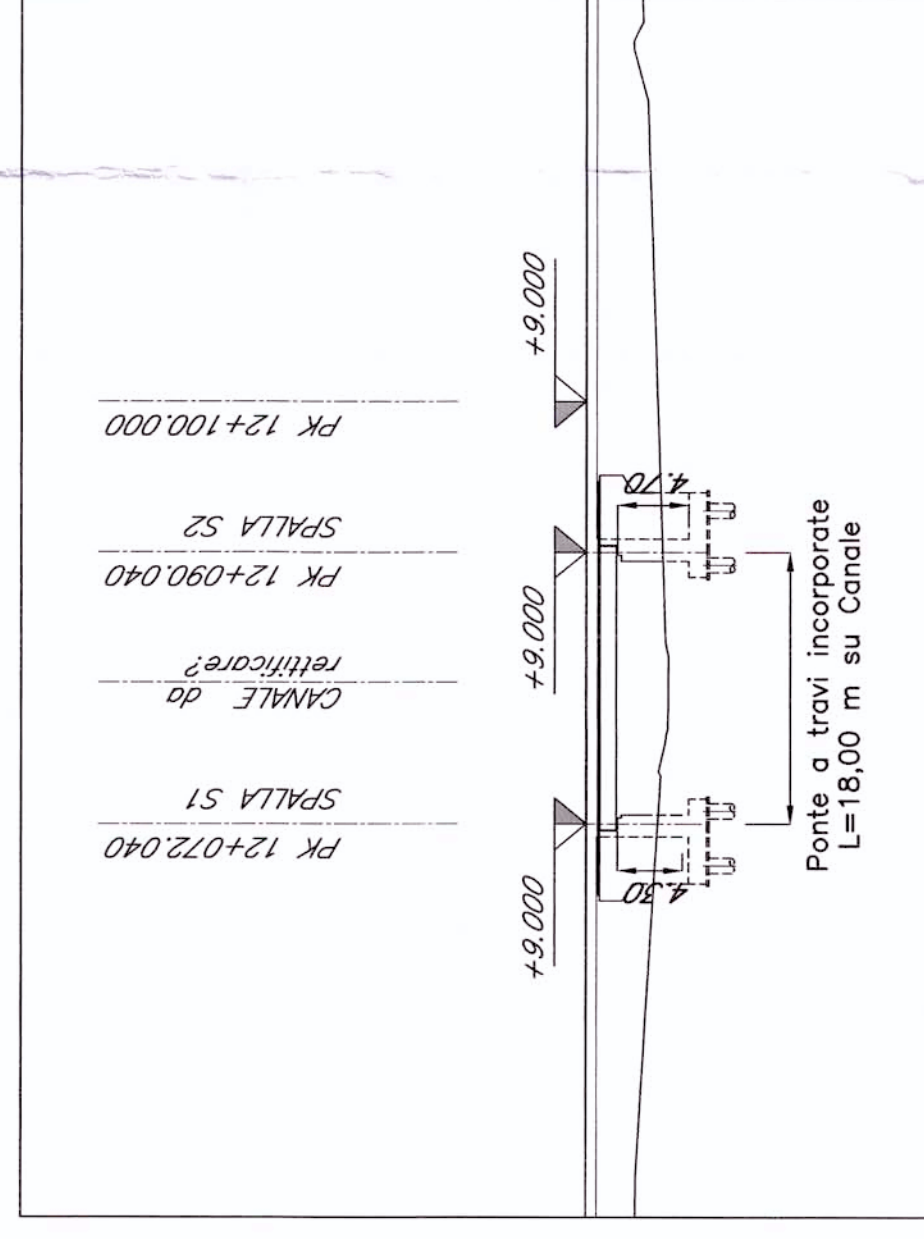 PK 12+072.040
SPALLA S1
CANALE da
rettificare?
PK 12+090.040
SPALLA S2
PK 12+100.000
+9.000
+9.000
+9.000
4.30
4.70
Ponte a travi incorporate
L=18,00 m su Canale